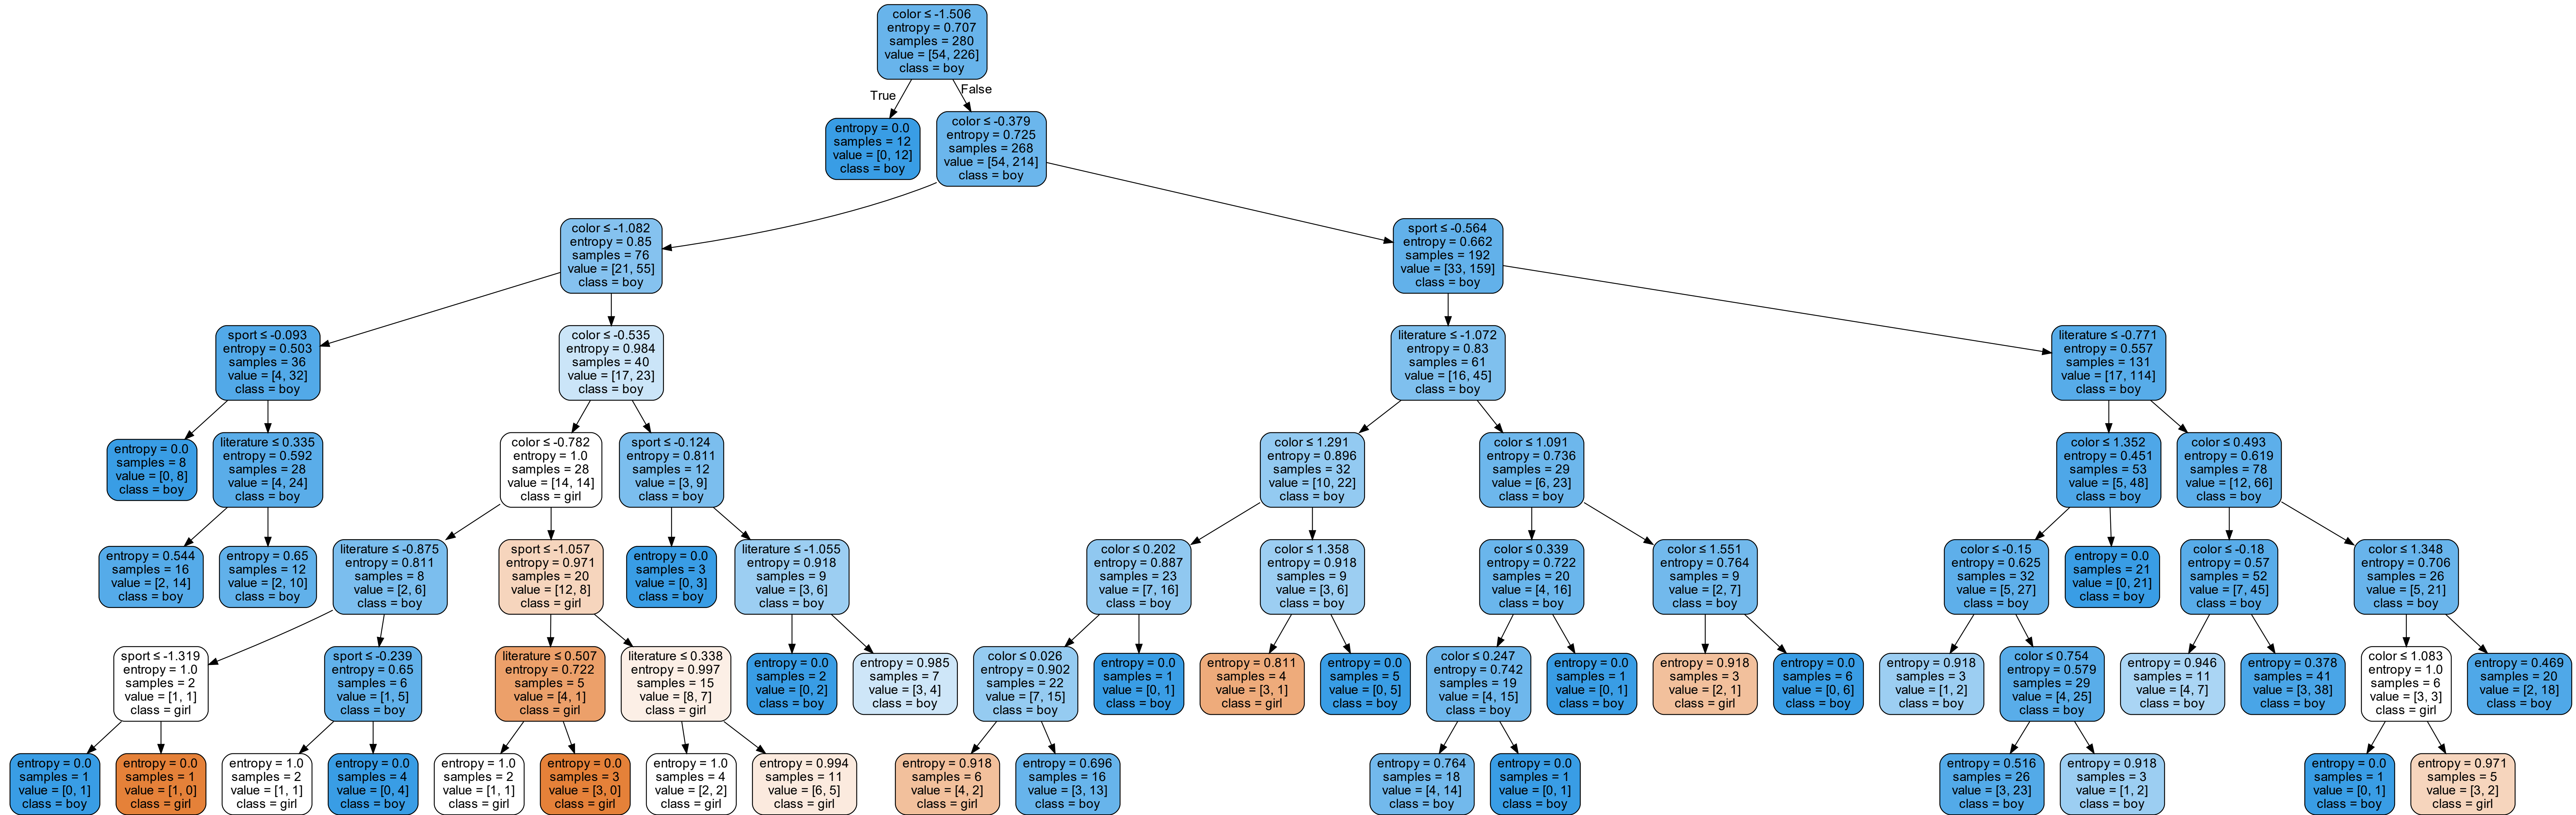 color ≤ -1.506
entropy = 0.707
samples = 280
value = [54, 226]
class = boy
True
False
entropy = 0.0
samples = 12
value = [0, 12]
class = boy
color ≤ -0.379
entropy = 0.725
samples = 268
value = [54, 214]
class = boy
color ≤ -1.082
entropy = 0.85
samples = 76
value = [21, 55]
class = boy
sport ≤ -0.564
entropy = 0.662
samples = 192
value = [33, 159]
class = boy
sport ≤ -0.093
entropy = 0.503
samples = 36
value = [4, 32]
class = boy
color ≤ -0.535
entropy = 0.984
samples = 40
value = [17, 23]
class = boy
literature ≤ -1.072
entropy = 0.83
samples = 61
value = [16, 45]
class = boy
literature ≤ -0.771
entropy = 0.557
samples = 131
value = [17, 114]
class = boy
entropy = 0.0
samples = 8
value = [0, 8]
class = boy
literature ≤ 0.335
entropy = 0.592
samples = 28
value = [4, 24]
class = boy
color ≤ -0.782
entropy = 1.0
samples = 28
value = [14, 14]
class = girl
sport ≤ -0.124
entropy = 0.811
samples = 12
value = [3, 9]
class = boy
color ≤ 1.291
entropy = 0.896
samples = 32
value = [10, 22]
class = boy
color ≤ 1.091
entropy = 0.736
samples = 29
value = [6, 23]
class = boy
color ≤ 1.352
entropy = 0.451
samples = 53
value = [5, 48]
class = boy
color ≤ 0.493
entropy = 0.619
samples = 78
value = [12, 66]
class = boy
entropy = 0.544
samples = 16
value = [2, 14]
class = boy
entropy = 0.65
samples = 12
value = [2, 10]
class = boy
literature ≤ -0.875
entropy = 0.811
samples = 8
value = [2, 6]
class = boy
sport ≤ -1.057
entropy = 0.971
samples = 20
value = [12, 8]
class = girl
entropy = 0.0
samples = 3
value = [0, 3]
class = boy
literature ≤ -1.055
entropy = 0.918
samples = 9
value = [3, 6]
class = boy
color ≤ 0.202
entropy = 0.887
samples = 23
value = [7, 16]
class = boy
color ≤ 1.358
entropy = 0.918
samples = 9
value = [3, 6]
class = boy
color ≤ 0.339
entropy = 0.722
samples = 20
value = [4, 16]
class = boy
color ≤ 1.551
entropy = 0.764
samples = 9
value = [2, 7]
class = boy
color ≤ -0.15
entropy = 0.625
samples = 32
value = [5, 27]
class = boy
entropy = 0.0
samples = 21
value = [0, 21]
class = boy
color ≤ -0.18
entropy = 0.57
samples = 52
value = [7, 45]
class = boy
color ≤ 1.348
entropy = 0.706
samples = 26
value = [5, 21]
class = boy
sport ≤ -1.319
entropy = 1.0
samples = 2
value = [1, 1]
class = girl
sport ≤ -0.239
entropy = 0.65
samples = 6
value = [1, 5]
class = boy
literature ≤ 0.507
entropy = 0.722
samples = 5
value = [4, 1]
class = girl
literature ≤ 0.338
entropy = 0.997
samples = 15
value = [8, 7]
class = girl
entropy = 0.0
samples = 2
value = [0, 2]
class = boy
entropy = 0.985
samples = 7
value = [3, 4]
class = boy
color ≤ 0.026
entropy = 0.902
samples = 22
value = [7, 15]
class = boy
entropy = 0.0
samples = 1
value = [0, 1]
class = boy
entropy = 0.811
samples = 4
value = [3, 1]
class = girl
entropy = 0.0
samples = 5
value = [0, 5]
class = boy
color ≤ 0.247
entropy = 0.742
samples = 19
value = [4, 15]
class = boy
entropy = 0.0
samples = 1
value = [0, 1]
class = boy
entropy = 0.918
samples = 3
value = [2, 1]
class = girl
entropy = 0.0
samples = 6
value = [0, 6]
class = boy
entropy = 0.918
samples = 3
value = [1, 2]
class = boy
color ≤ 0.754
entropy = 0.579
samples = 29
value = [4, 25]
class = boy
entropy = 0.946
samples = 11
value = [4, 7]
class = boy
entropy = 0.378
samples = 41
value = [3, 38]
class = boy
color ≤ 1.083
entropy = 1.0
samples = 6
value = [3, 3]
class = girl
entropy = 0.469
samples = 20
value = [2, 18]
class = boy
entropy = 0.0
samples = 1
value = [0, 1]
class = boy
entropy = 0.0
samples = 1
value = [1, 0]
class = girl
entropy = 1.0
samples = 2
value = [1, 1]
class = girl
entropy = 0.0
samples = 4
value = [0, 4]
class = boy
entropy = 1.0
samples = 2
value = [1, 1]
class = girl
entropy = 0.0
samples = 3
value = [3, 0]
class = girl
entropy = 1.0
samples = 4
value = [2, 2]
class = girl
entropy = 0.994
samples = 11
value = [6, 5]
class = girl
entropy = 0.918
samples = 6
value = [4, 2]
class = girl
entropy = 0.696
samples = 16
value = [3, 13]
class = boy
entropy = 0.764
samples = 18
value = [4, 14]
class = boy
entropy = 0.0
samples = 1
value = [0, 1]
class = boy
entropy = 0.516
samples = 26
value = [3, 23]
class = boy
entropy = 0.918
samples = 3
value = [1, 2]
class = boy
entropy = 0.0
samples = 1
value = [0, 1]
class = boy
entropy = 0.971
samples = 5
value = [3, 2]
class = girl